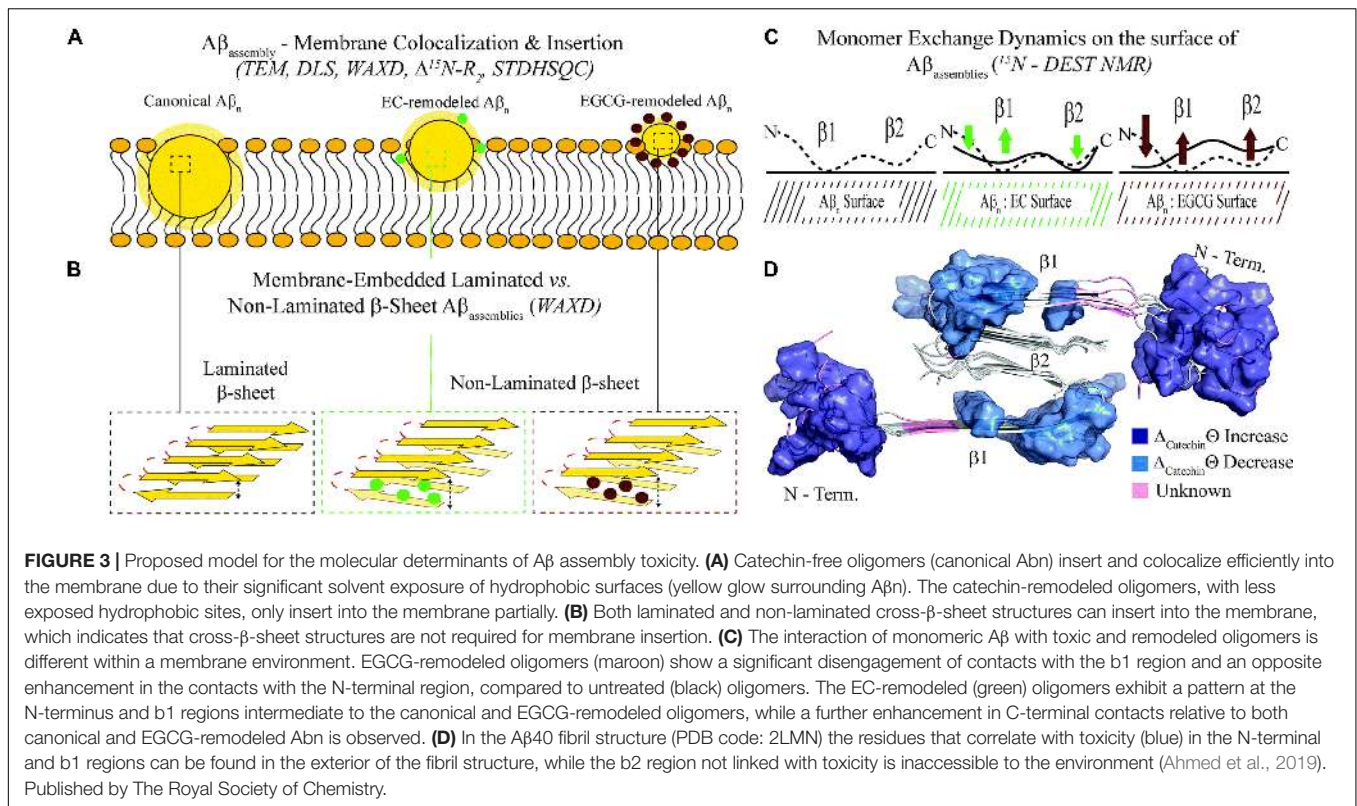 A
Aβassembly - Membrane Colocalization & Insertion
(TEM, DLS, WAXD, Δ15N-R2, STDHSQC)
Canonical Aβn
EC-remodeled Aβn
EGCG-remodeled Aβn
B
Membrane-Embedded Laminated vs.
Non-Laminated β-Sheet Aβassemblies (WAXD)
Laminated
β-sheet
Non-Laminated β-sheet
C
Monomer Exchange Dynamics on the surface of
Aβassemblies (15N - DEST NMR)
N β1 β2 C
N β1 β2 C
N β1 β2 C
Aβn Surface
Aβn : EC Surface
Aβn : EGCG Surface
D
β1
N - Term.
β2
β1
N - Term.
ΔCatechinΘ Increase
ΔCatechinΘ Decrease
Unknown
FIGURE 3 | Proposed model for the molecular determinants of Aβ assembly toxicity. (A) Catechin-free oligomers (canonical Abn) insert and colocalize efficiently into
the membrane due to their significant solvent exposure of hydrophobic surfaces (yellow glow surrounding Aβn). The catechin-remodeled oligomers, with less
exposed hydrophobic sites, only insert into the membrane partially. (B) Both laminated and non-laminated cross-β-sheet structures can insert into the membrane,
which indicates that cross-β-sheet structures are not required for membrane insertion. (C) The interaction of monomeric Aβ with toxic and remodeled oligomers is
different within a membrane environment. EGCG-remodeled oligomers (maroon) show a significant disengagement of contacts with the b1 region and an opposite
enhancement in the contacts with the N-terminal region, compared to untreated (black) oligomers. The EC-remodeled (green) oligomers exhibit a pattern at the
N-terminus and b1 regions intermediate to the canonical and EGCG-remodeled oligomers, while a further enhancement in C-terminal contacts relative to both
canonical and EGCG-remodeled Abn is observed. (D) In the Aβ40 fibril structure (PDB code: 2LMN) the residues that correlate with toxicity (blue) in the N-terminal
and b1 regions can be found in the exterior of the fibril structure, while the b2 region not linked with toxicity is inaccessible to the environment (Ahmed et al., 2019).
Published by The Royal Society of Chemistry.